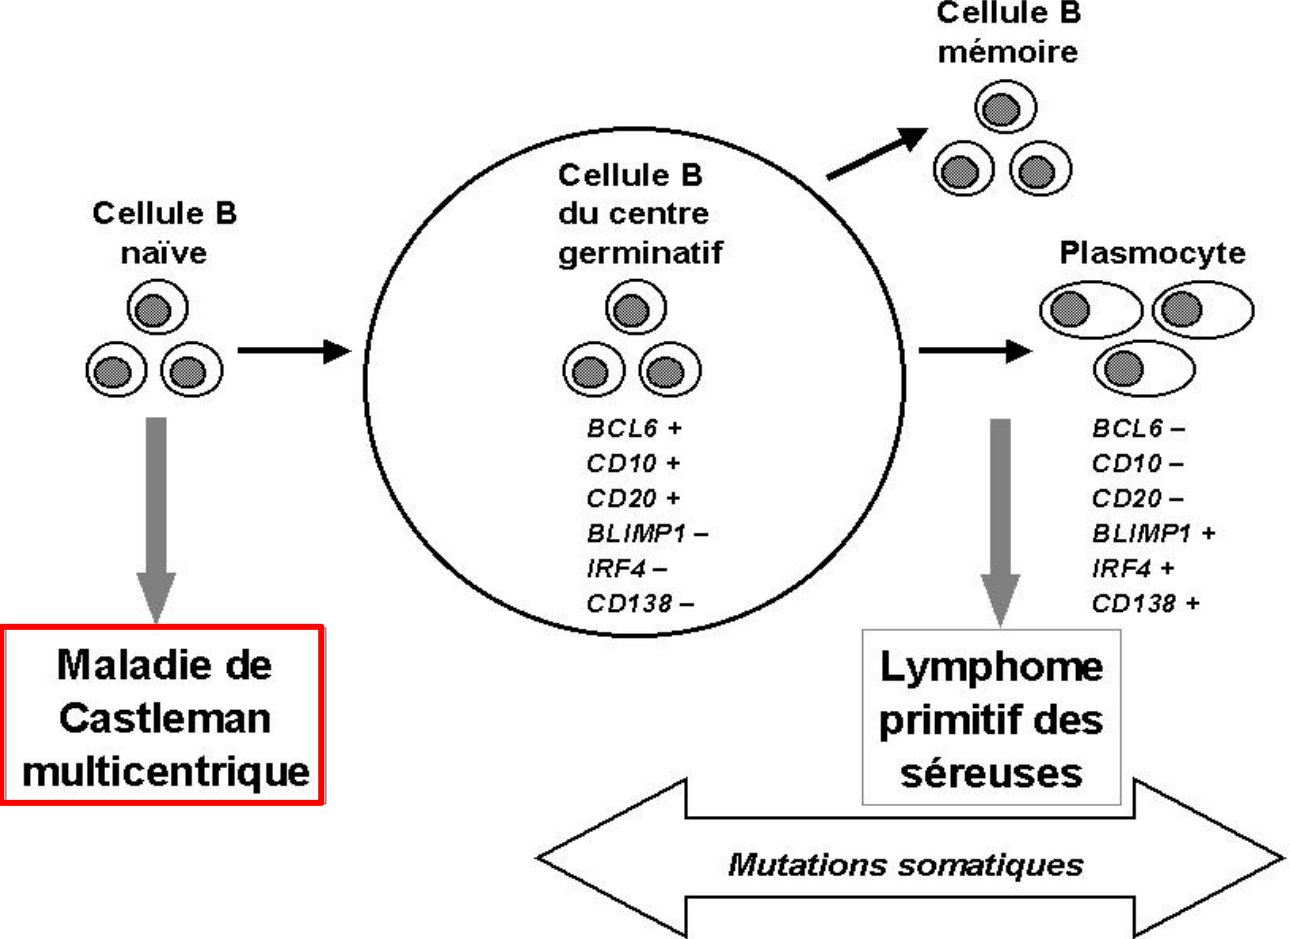 Cellule B
mémoire
Cellule B
du centre
germinatif
Cellule B
naïve
Plasmocyte
BCL6 +
CD10 +
CD20 +
BLIMP1 –
IRF4 –
CD138 –
BCL6 –
CD10 –
CD20 –
BLIMP1 +
IRF4 +
CD138 +
Maladie de
Castleman
multicentrique
Lymphome
primitif des
séreuses
Mutations somatiques